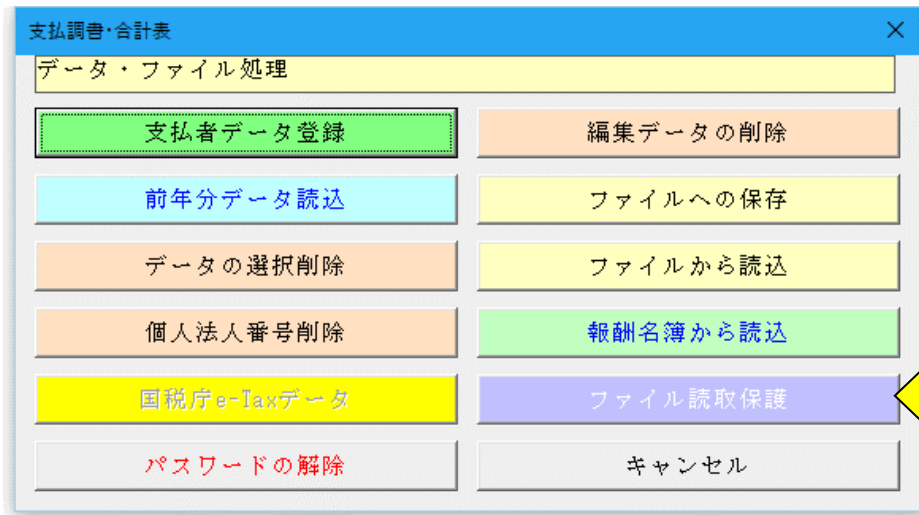 支払調書・合計表
データ・ファイル処理
支払者データ登録
編集データの削除
前年分データ読込
ファイルへの保存
データの選択削除
ファイルから読込
個人法人番号削除
報酬名簿から読込
国税庁e-Taxデータ
ファイル読取保護
パスワードの解除
キャンセル